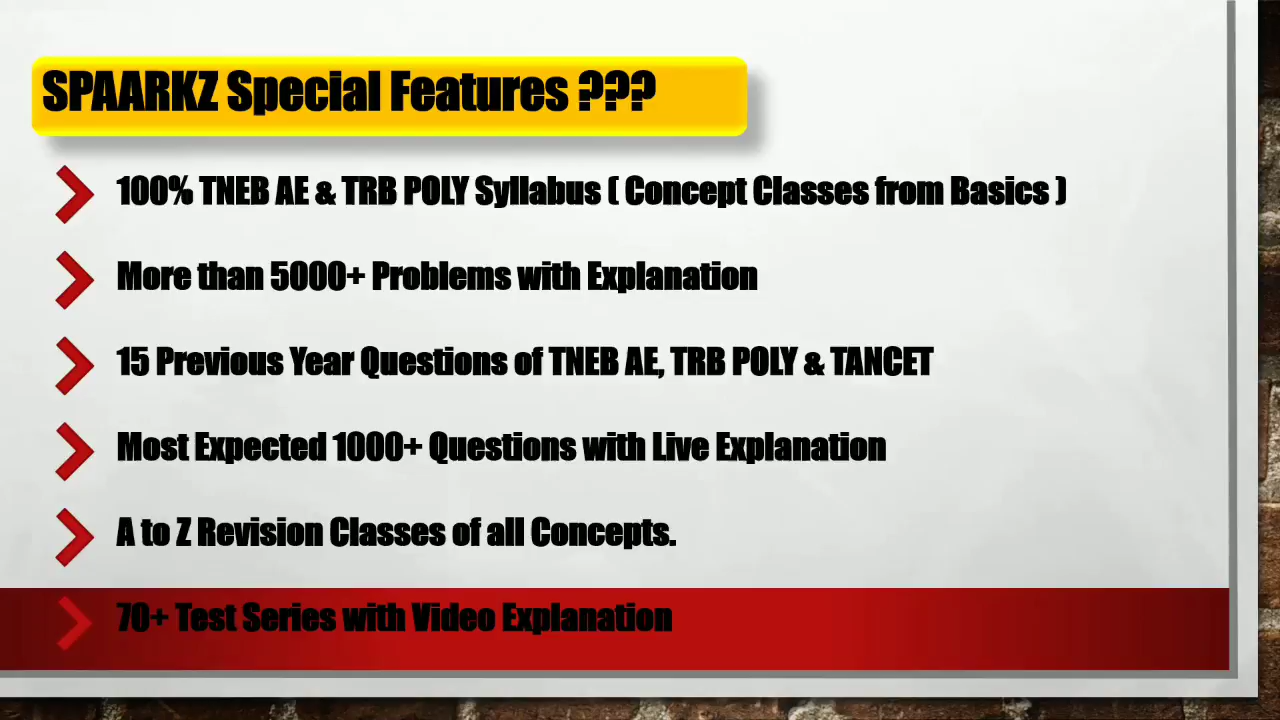 SPAARKZ Special Features ???
100% TNEB AE & TRB POLY Syllabus ( Concept Classes from Basics )
More than 5000+ Problems with Explanation
15 Previous Year Questions of TNEB AE, TRB POLY & TANCET
Most Expected 1000+ Questions with Live Explanation
A to Z Revision Classes of all Concepts.
70+ Test Series with Video Explanation